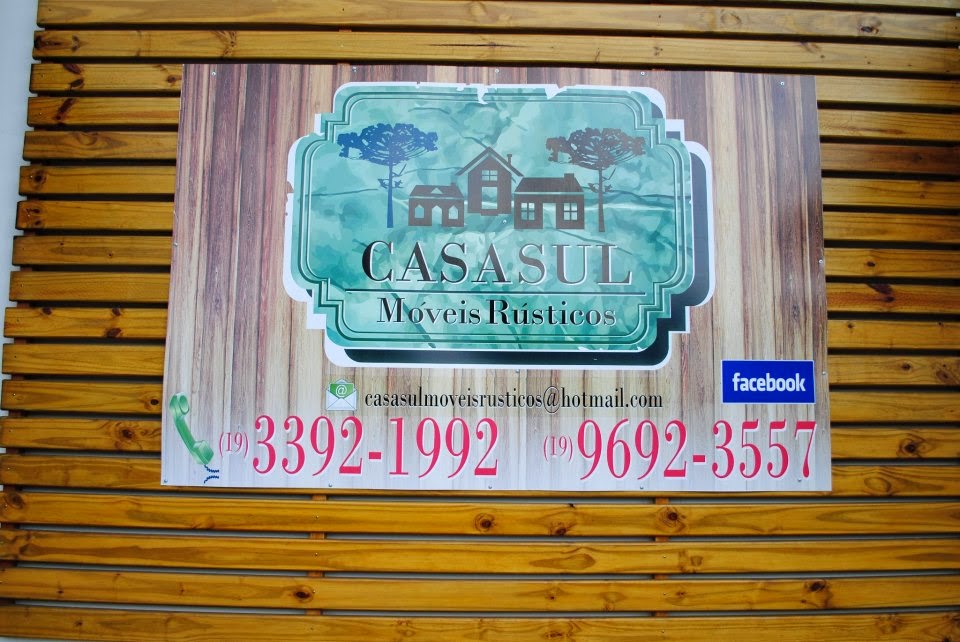 CASASUL
Móveis Rústicos
facebook
casasulmoveisrusticos@hotmail.com
(19) 3392-1992 (19) 9692-3557